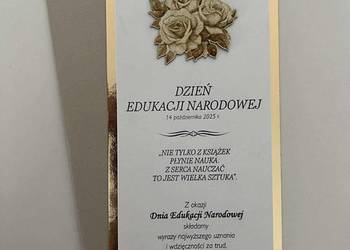 DZIEŃ
EDUKACJI NARODOWEJ
14 października 2025 r.
„NIE TYLKO Z KSIĄŻEK
PŁYNIE NAUKA.
Z SERCA NAUCZAĆ
TO JEST WIELKA SZTUKA".
Z okazji
Dnia Edukacji Narodowej
składamy
wyrazy najwyższego uznania
i wdzięczności za trud,